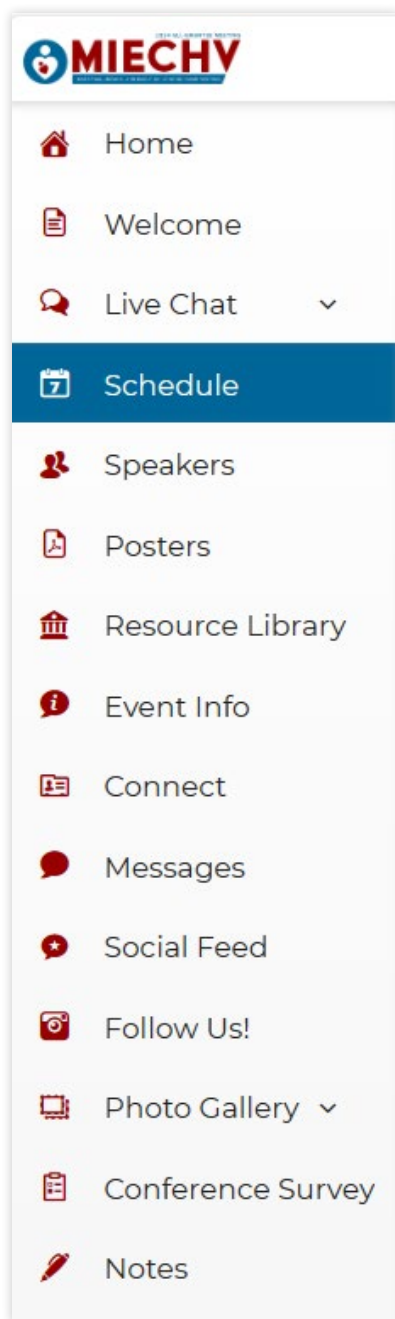 MIECHV
Home
Welcome
Live Chat
7
Schedule
Speakers
Posters
Resource Library
Event Info
Connect
Messages
Social Feed
Follow Us!
Photo Gallery
Conference Survey
Notes